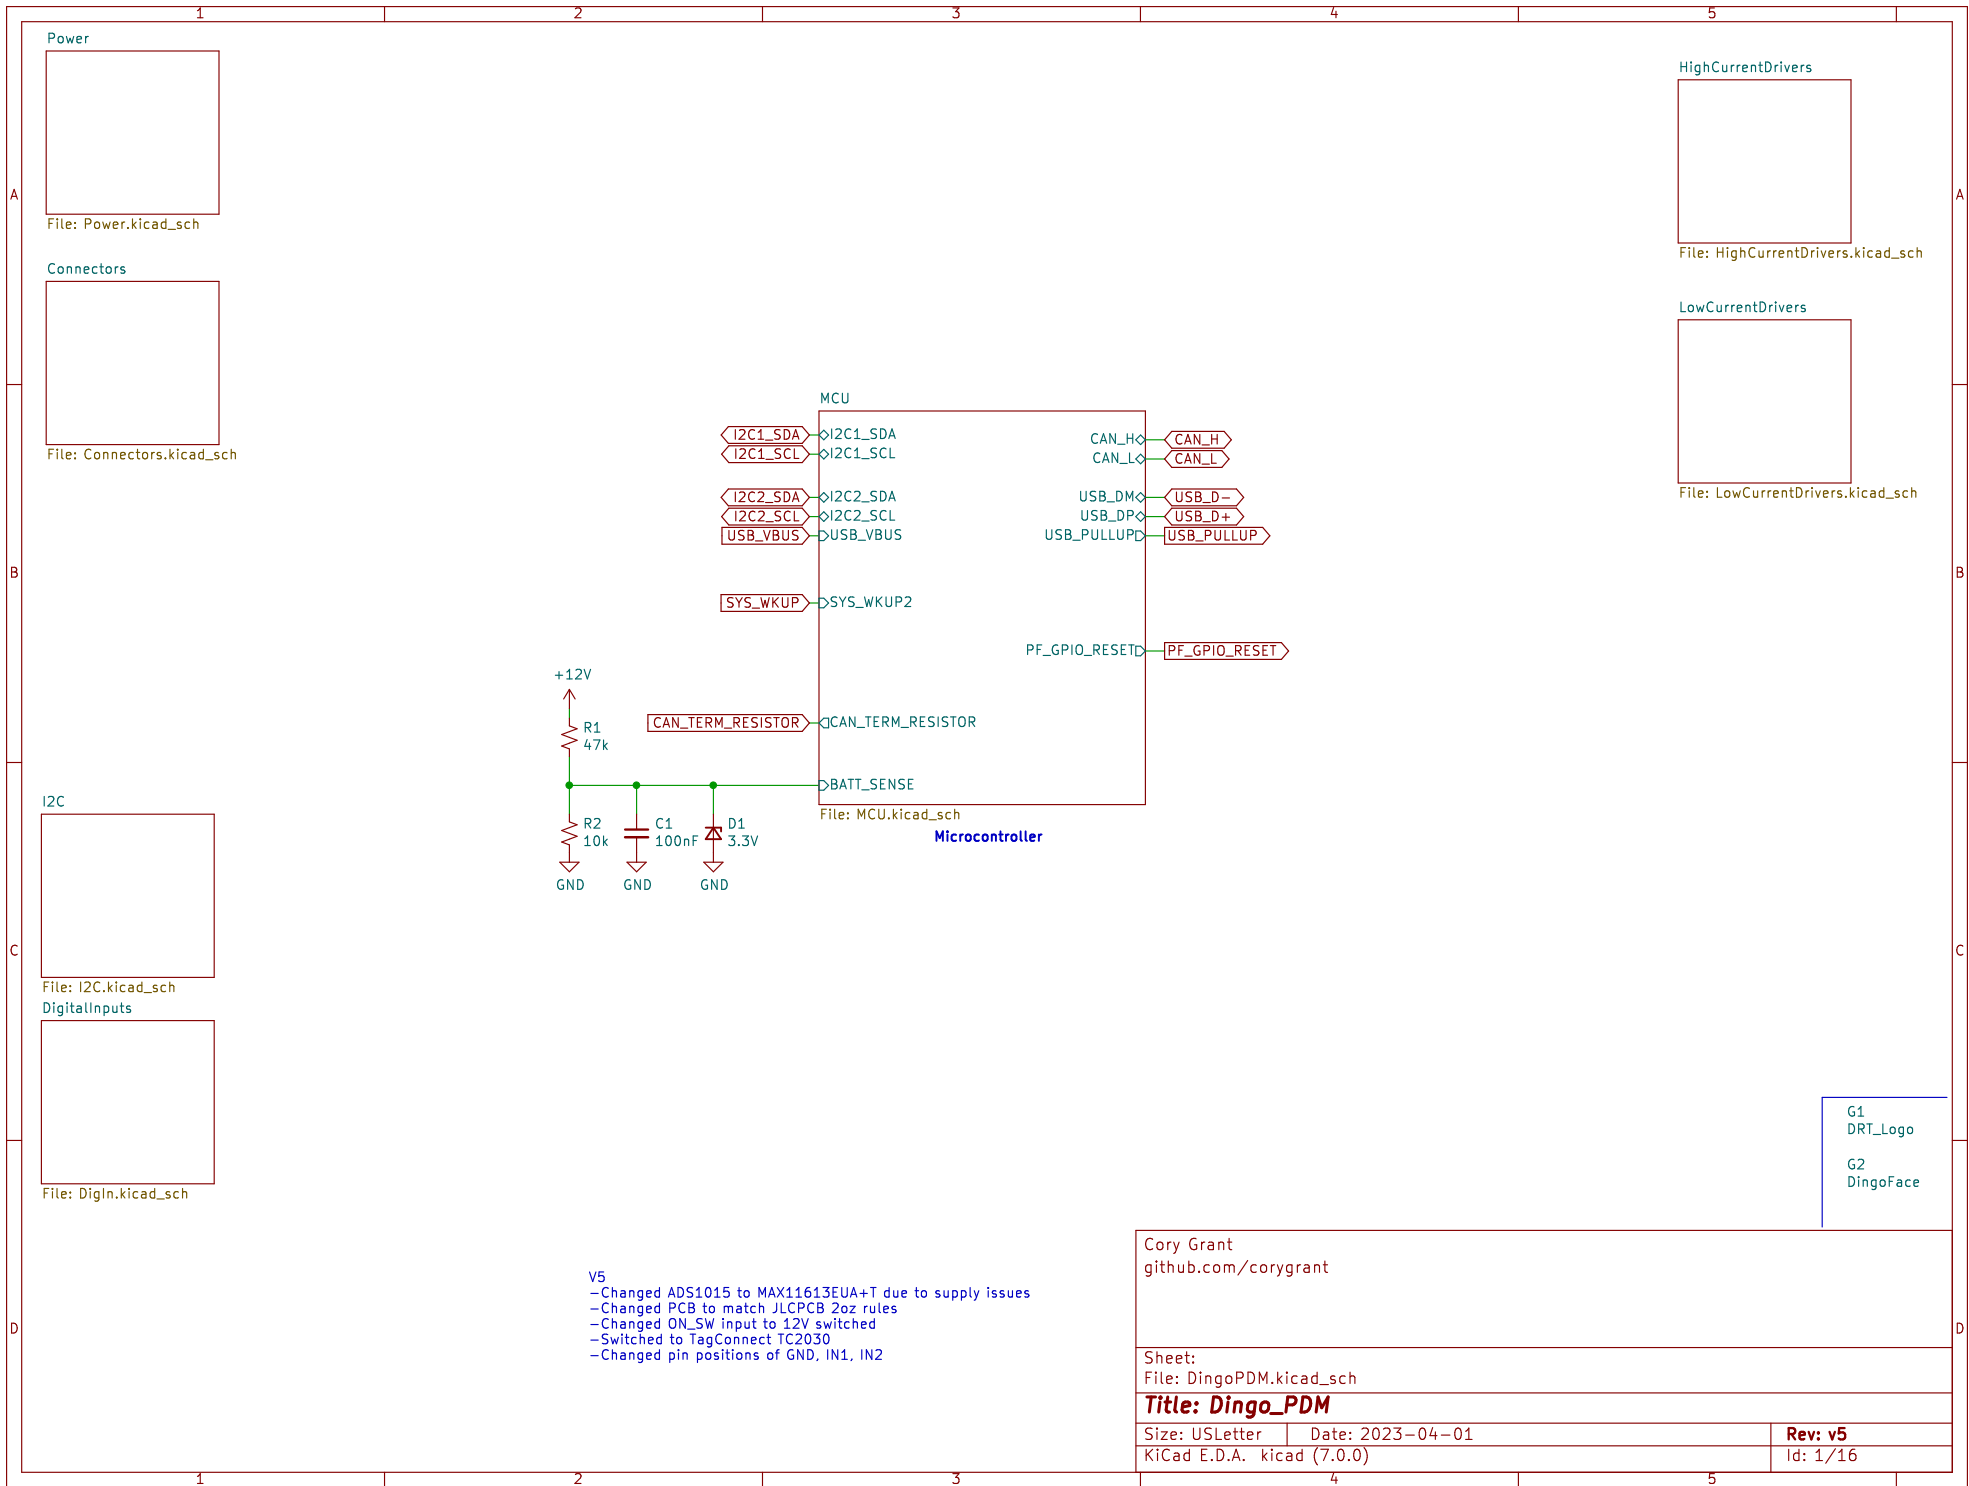 1 2 3 4 5
Power
File: Power.kicad_sch
HighCurrentDrivers
File: HighCurrentDrivers.kicad_sch
A
A
Connectors
File: Connectors.kicad_sch
LowCurrentDrivers
File: LowCurrentDrivers.kicad_sch
MCU
I2C1_SDA
I2C1_SDA
I2C1_SCL
I2C1_SCL
I2C2_SDA
I2C2_SDA
I2C2_SCL
I2C2_SCL
USB_VBUS
USB_VBUS
SYS_WKUP
SYS_WKUP2
CAN_TERM_RESISTOR
CAN_TERM_RESISTOR
BATT_SENSE
CAN_H
CAN_H
CAN_L
CAN_L
USB_DM
USB_D-
USB_DP
USB_D+
USB_PULLUP
USB_PULLUP
PF_GPIO_RESET
PF_GPIO_RESET
File: MCU.kicad_sch
Microcontroller
B
B
+12V
R1
47k
R2
10k
GND
C1
100nF
GND
D1
3.3V
GND
I2C
File: I2C.kicad_sch
C
C
DigitalInputs
File: DigIn.kicad_sch
G1
DRT_Logo
G2
DingoFace
V5
-Changed ADS1015 to MAX11613EUA+T due to supply issues
-Changed PCB to match JLCPCB 2oz rules
-Changed ON_SW input to 12V switched
-Switched to TagConnect TC2030
-Changed pin positions of GND, IN1, IN2
D
D
Cory Grant
github.com/corygrant
Sheet:
File: DingoPDM.kicad_sch
Title: Dingo_PDM
Size: USLetter
Date: 2023-04-01
Rev: v5
KiCad E.D.A. kicad (7.0.0)
Id: 1/16
1 2 3 4 5